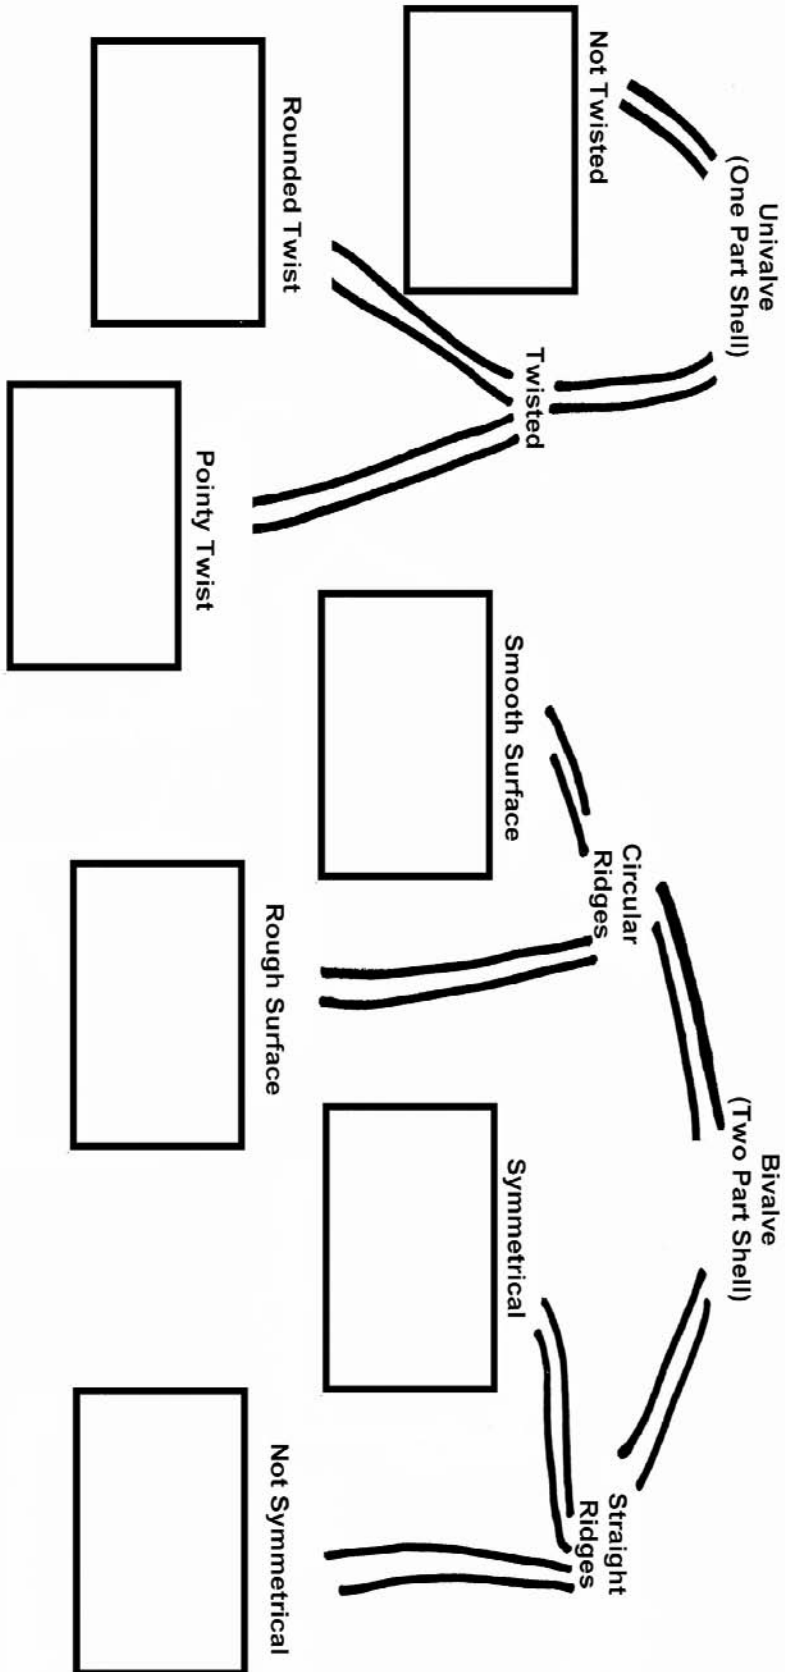 Univalve
(One Part Shell)
Not Twisted
Twisted
Rounded Twist
Pointy Twist
Bivalve
(Two Part Shell)
Circular
Ridges
Smooth Surface
Rough Surface
Straight
Ridges
Symmetrical
Not Symmetrical